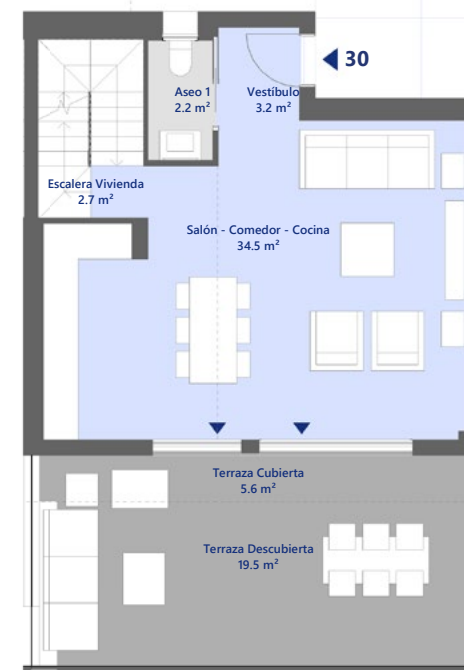 30
Aseo 1
2.2 m²
Vestíbulo
3.2 m²
Escalera Vivienda
2.7 m²
Salón - Comedor - Cocina
34.5 m²
Terraza Cubierta
5.6 m²
Terraza Descubierta
19.5 m²